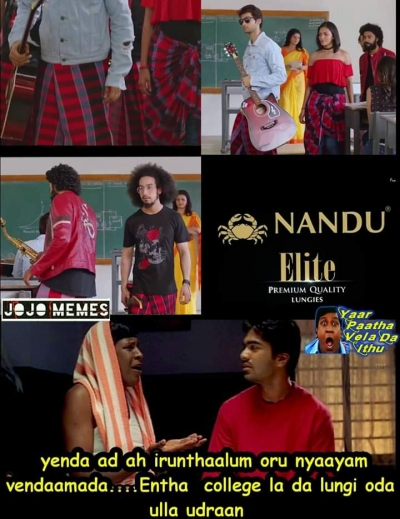 NANDU®
Elite
PREMIUM QUALITY
LUNGIES
JOJO MEMES
Yaar
Paatha
Vela Da
Ithu
yenda ad ah irunthaalum oru nyaayam
vendaamada....Entha college la da lungi oda
ulla udraan